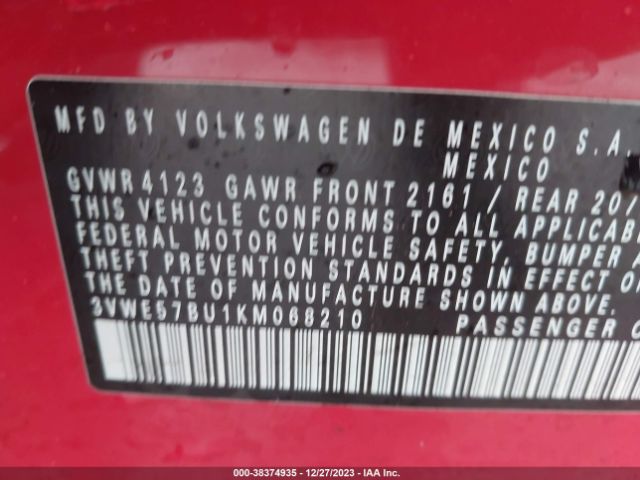 MFD BY VOLKSWAGEN DE MEXICO S.A.
MEXICO
GVWR 4123 GAWR FRONT 2161 / REAR 207
THIS VEHICLE CONFORMS TO ALL APPLICAB
FEDERAL MOTOR VEHICLE SAFETY, BUMPER A
THEFT PREVENTION STANDARDS IN EFFECT O
THE DATE OF MANUFACTURE SHOWN ABOVE.
3VWE57BU1KM068210 PASSENGER C
000-38374935 - 12/27/2023 - IAA Inc.